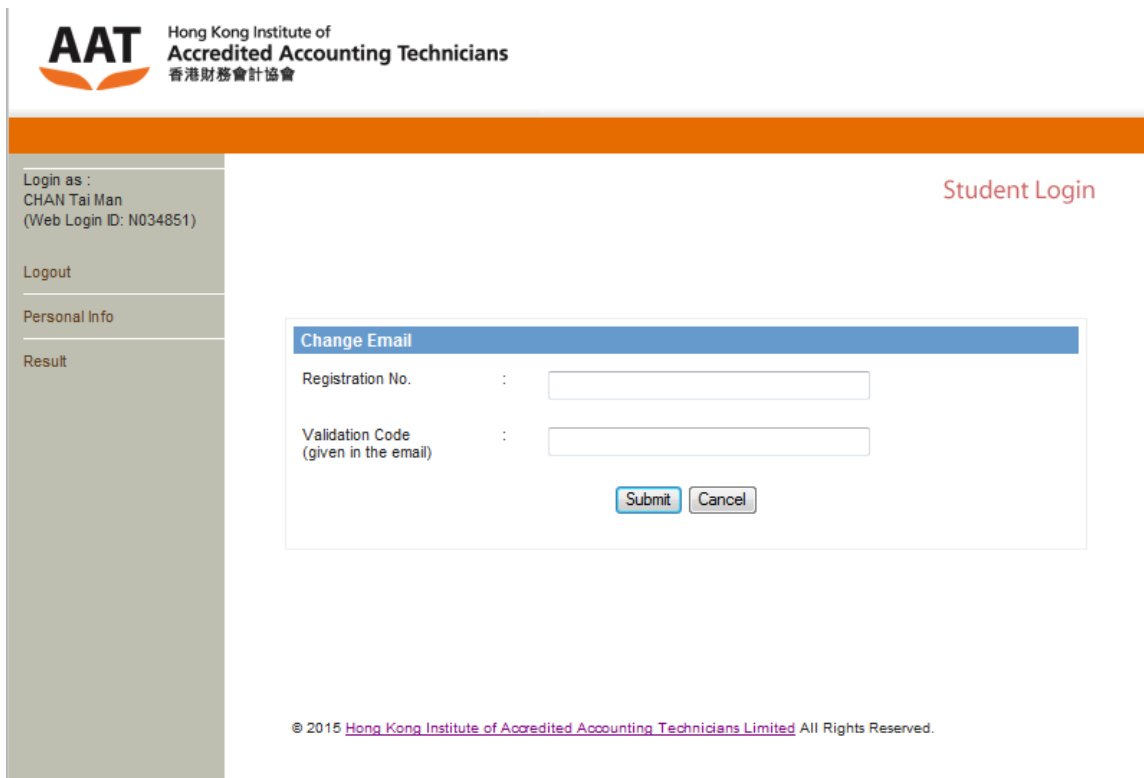 AAT
Hong Kong Institute of
Accredited Accounting Technicians
香港財務會計協會
Login as :
CHAN Tai Man
(Web Login ID: N034851)
Logout
Personal Info
Result
Student Login
Change Email
Registration No. :
Validation Code :
(given in the email)
Submit Cancel
© 2015 Hong Kong Institute of Accredited Accounting Technicians Limited All Rights Reserved.